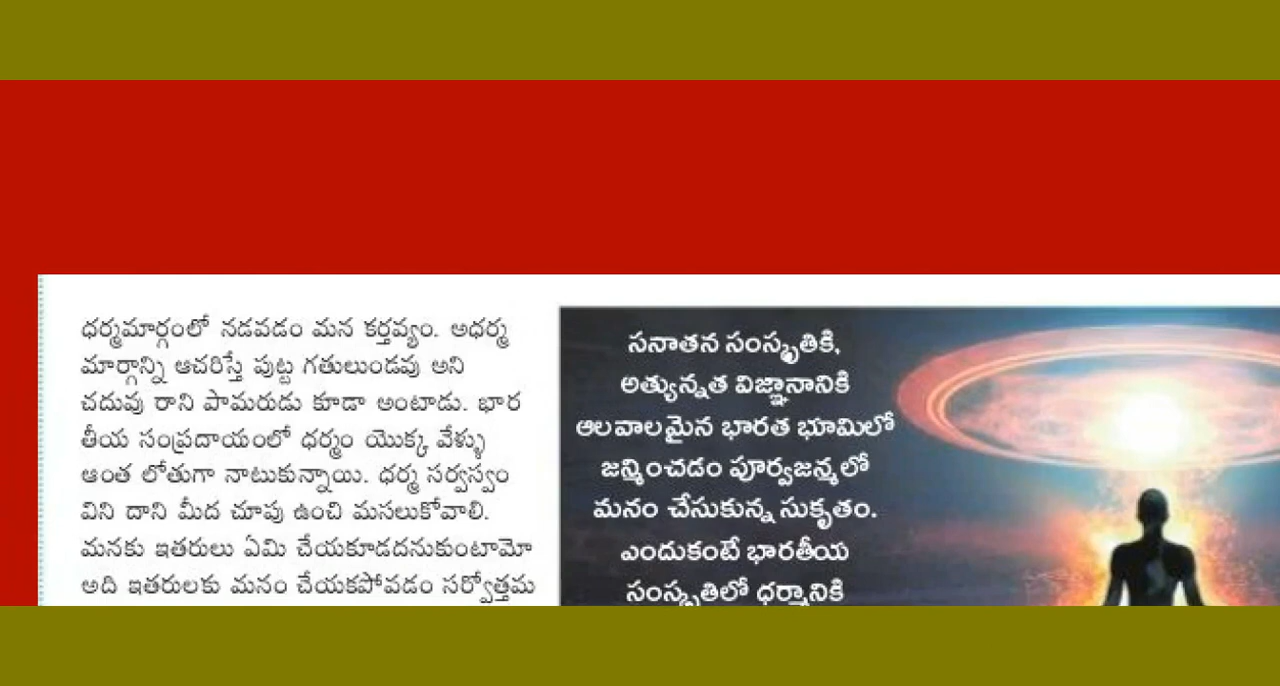 ధర్మమార్గంలో నడవడం మన కర్తవ్యం. అధర్మ
మార్గాన్ని ఆచరిస్తే పుట్ట గతులుండవు అని
చదువు రాని పామరుడు కూడా అంటాడు. భార
తీయ సంప్రదాయంలో ధర్మం యొక్క వేళ్ళు
ఆంత లోతుగా నాటుకున్నాయి. ధర్మ సర్వస్వం
విని దాని మీద చూపు ఉంచి మసలుకోవాలి.
మనకు ఇతరులు ఏమి చేయకూడదనుకుంటామో
అది ఇతరులకు మనం చేయకపోవడం సర్వోత్తమ
సనాతన సంస్కృతికి,
అత్యున్నత విజ్ఞానానికి
ఆలవాలమైన భారత భూమిలో
జన్మించడం పూర్వజన్మలో
మనం చేసుకున్న సుకృతం.
ఎందుకంటే భారతీయ
సంస్కృతిలో ధర్మానికి